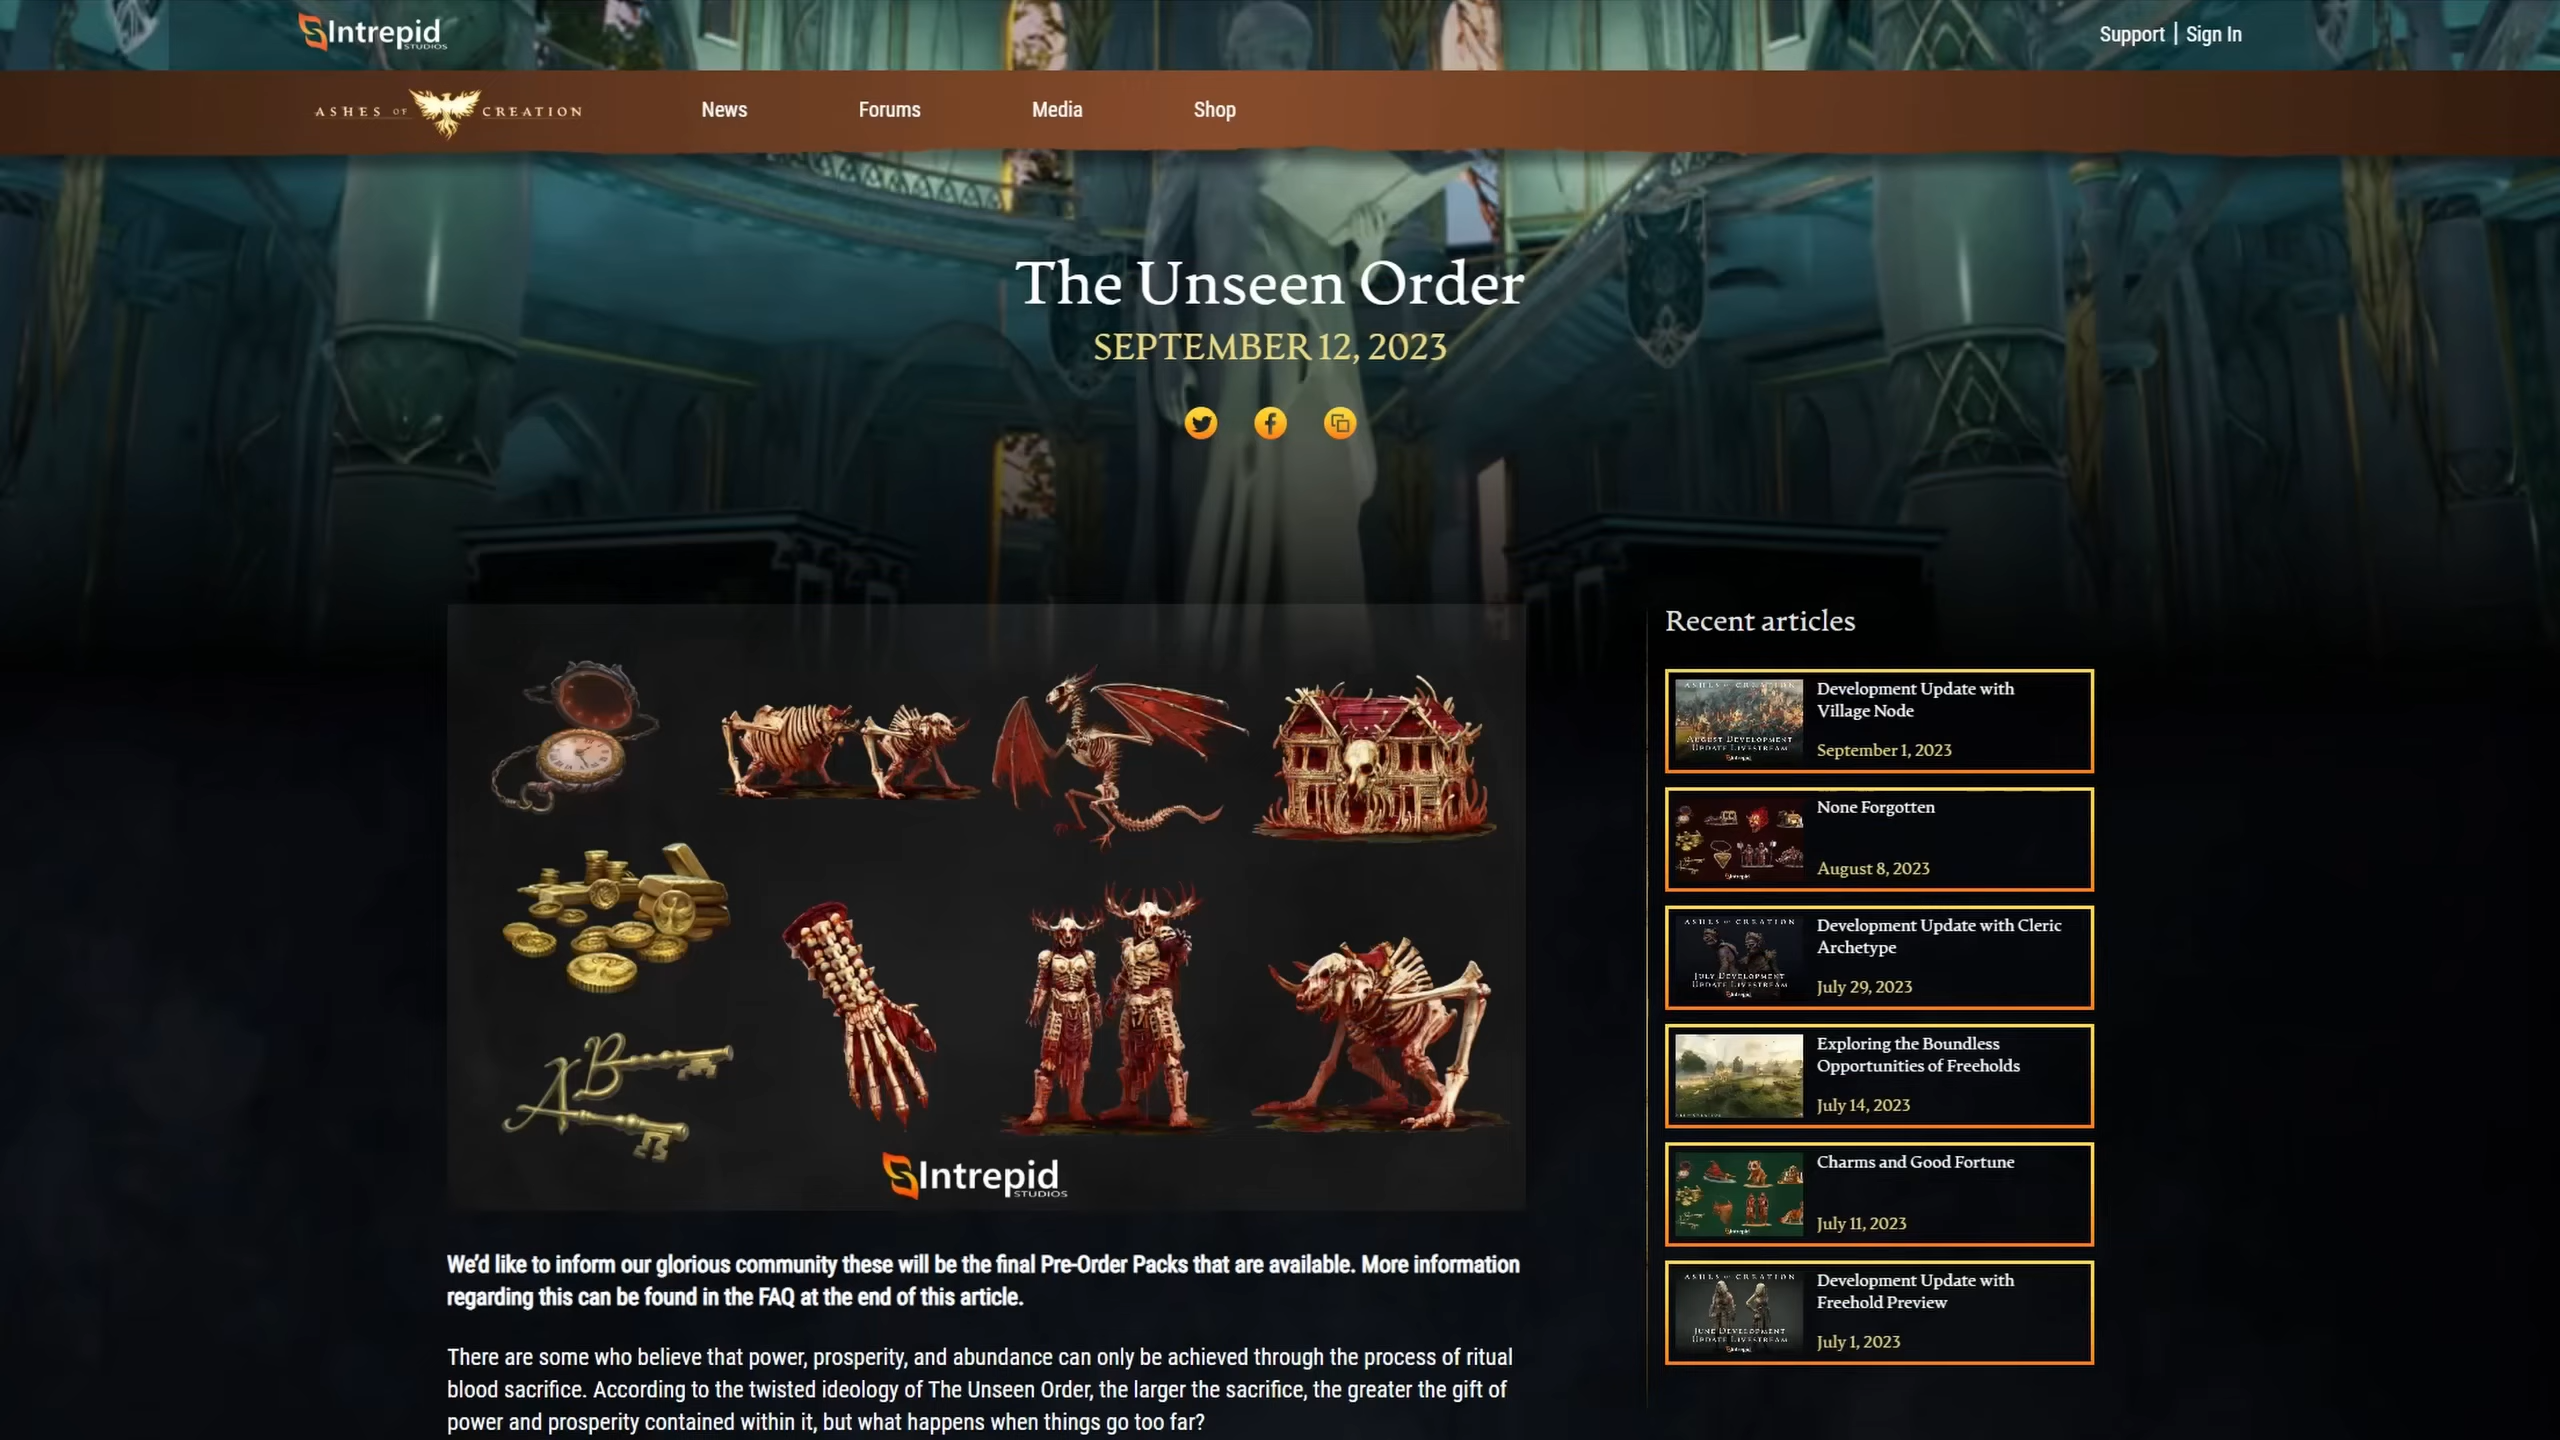 Intrepid
STUDIOS
Support | Sign In
ASHES OF CREATION
News
Forums
Media
Shop
The Unseen Order
SEPTEMBER 12, 2023
Intrepid
STUDIOS
We'd like to inform our glorious community these will be the final Pre-Order Packs that are available. More information
regarding this can be found in the FAQ at the end of this article.
There are some who believe that power, prosperity, and abundance can only be achieved through the process of ritual
blood sacrifice. According to the twisted ideology of The Unseen Order, the larger the sacrifice, the greater the gift of
power and prosperity contained within it, but what happens when things go too far?
Recent articles
ASHES OF CREATION
AUGUST DEVELOPMENT
UPDATE LIVESTREAM
Intrepid
Development Update with
Village Node
September 1, 2023
Intrepid
None Forgotten
August 8, 2023
ASHES OF CREATION
JULY DEVELOPMENT
UPDATE LIVESTREAM
Intrepid
Development Update with Cleric
Archetype
July 29, 2023
Exploring the Boundless
Opportunities of Freeholds
July 14, 2023
Intrepid
Charms and Good Fortune
July 11, 2023
ASHES OF CREATION
JUNE DEVELOPMENT
UPDATE LIVESTREAM
Intrepid
Development Update with
Freehold Preview
July 1, 2023